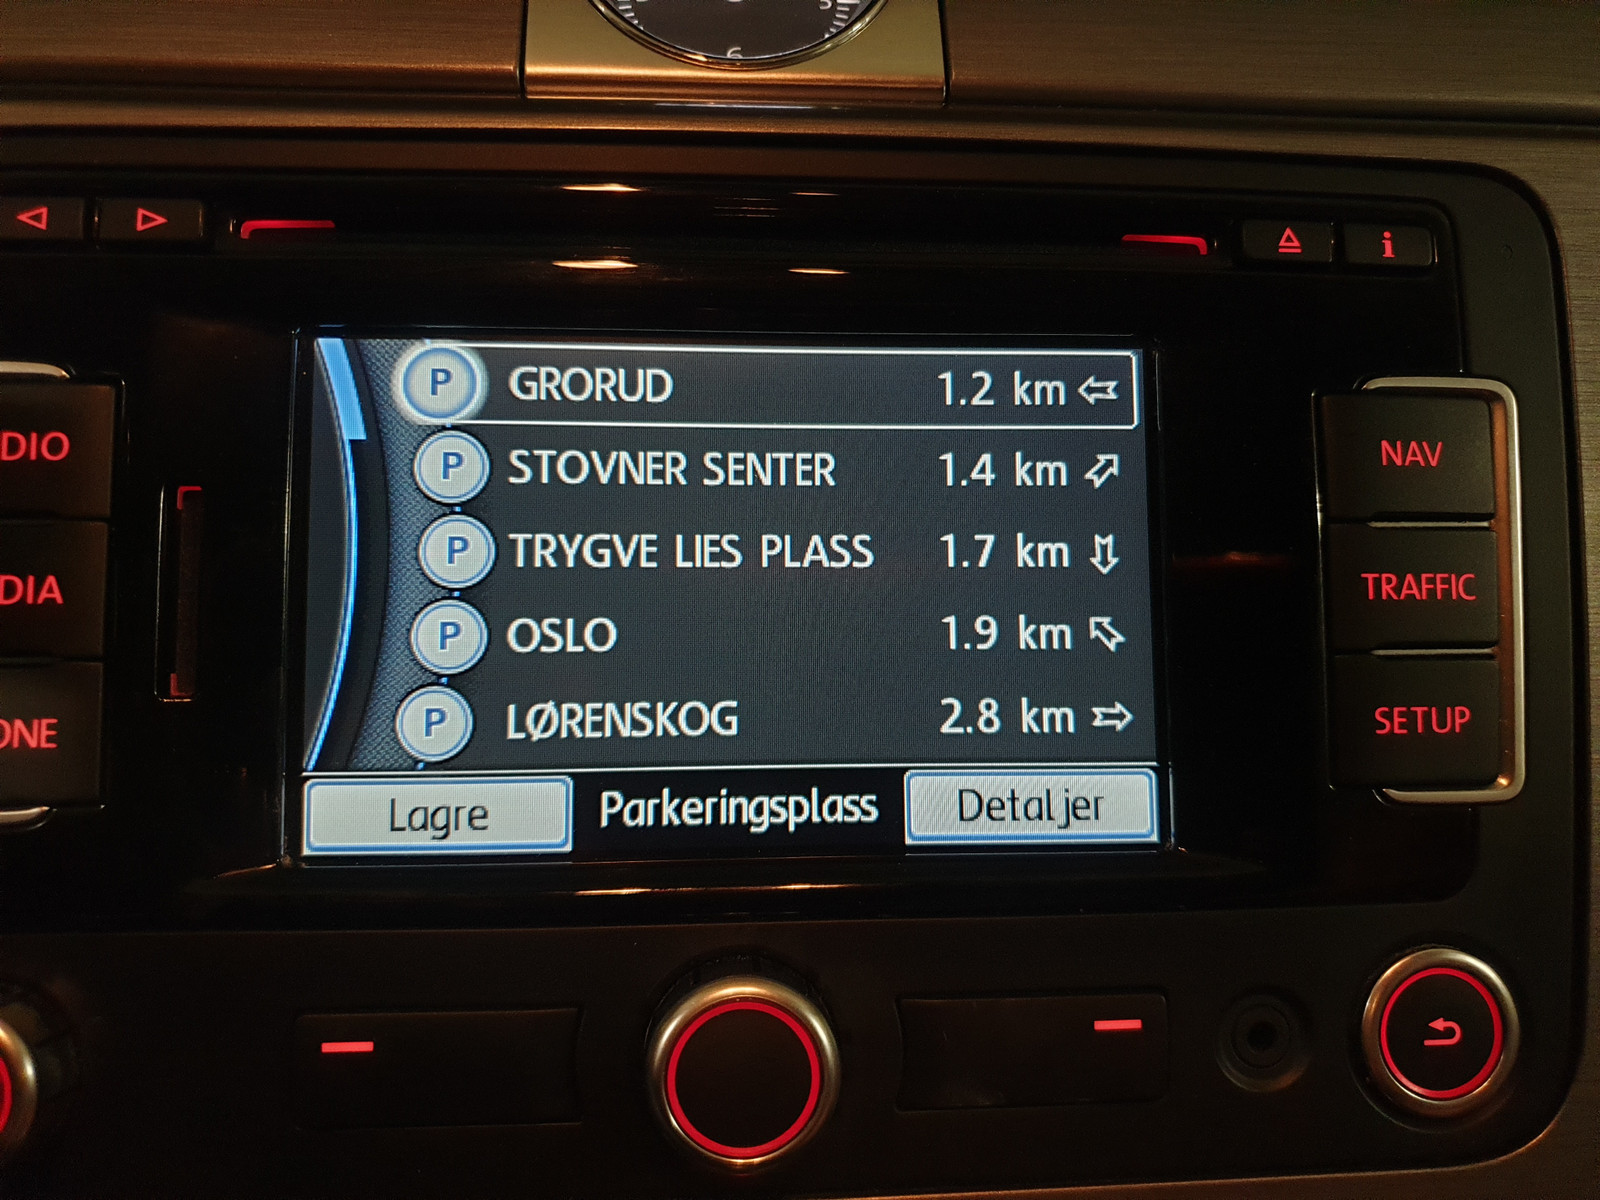 6
i
P GRORUD 1.2 km
P STOVNER SENTER 1.4 km
P TRYGVE LIES PLASS 1.7 km
P OSLO 1.9 km
P LØRENSKOG 2.8 km
Lagre Parkeringsplass Detaljer
DIO
DIA
ONE
NAV
TRAFFIC
SETUP